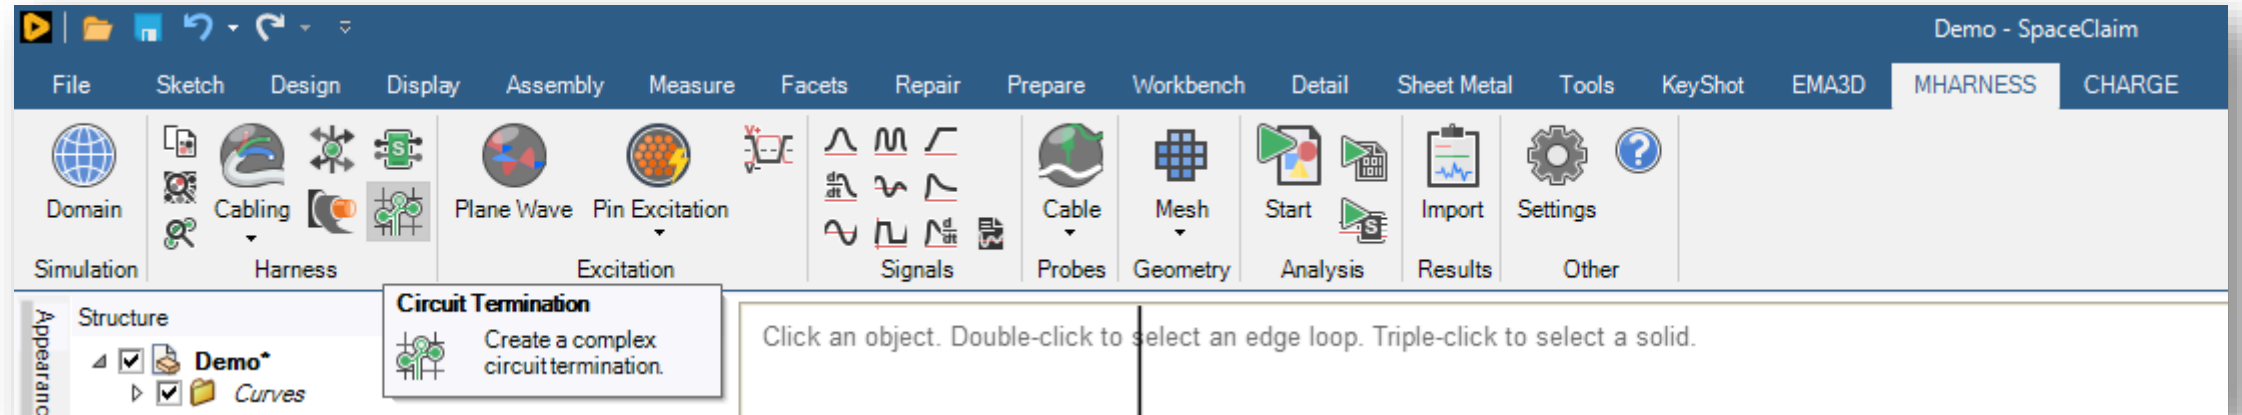 Demo - SpaceClaim
File Sketch Design Display Assembly Measure Facets Repair Prepare Workbench Detail Sheet Metal Tools KeyShot EMA3D MHARNESS CHARGE
Domain Cabling Plane Wave Pin Excitation Cable Mesh Start Import Settings
Simulation Harness Excitation Signals Probes Geometry Analysis Results Other
Circuit Termination
Create a complex
circuit termination.
Structure
Demo*
Curves
Click an object. Double-click to select an edge loop. Triple-click to select a solid.